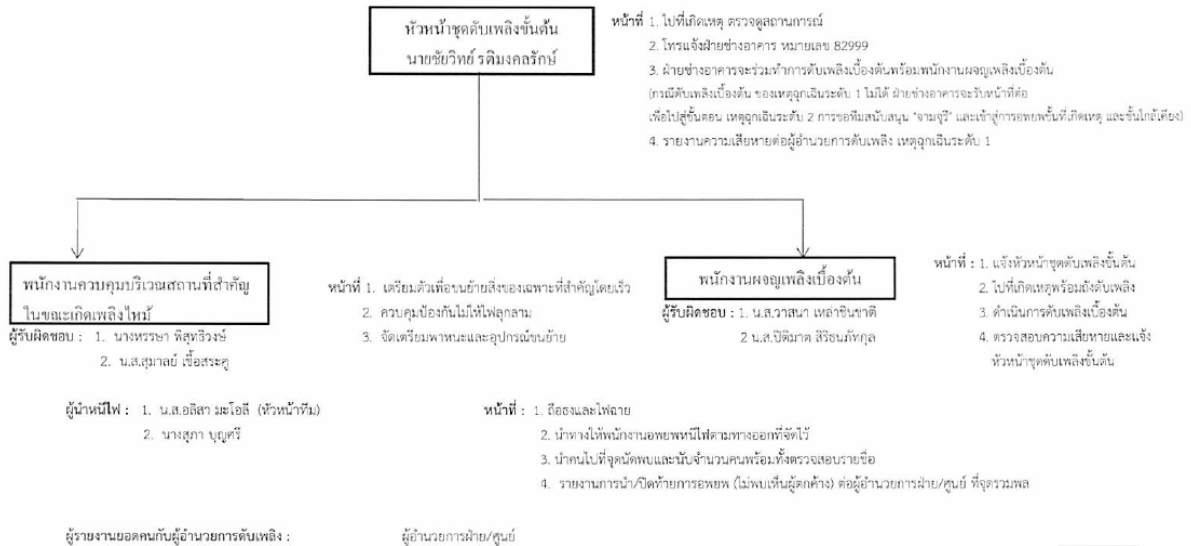 หัวหน้าชุดดับเพลิงขั้นต้น
นายชัยวิทย์ รติมงคลรักษ์
หน้าที่ 1. ไปที่เกิดเหตุ ตรวจดูสถานการณ์
2. โทรแจ้งฝ่ายช่างอาคาร หมายเลข 82999
3. ฝ่ายช่างอาคารจะร่วมทำการดับเพลิงเบื้องต้นพร้อมพนักงานผจญเพลิงเบื้องต้น
(กรณีดับเพลิงเบื้องต้น ของเหตุฉุกเฉินระดับ 1 ไม่ได้ ฝ่ายช่างอาคารจะรับหน้าที่ต่อ
เพื่อไปสู่ขั้นตอน เหตุฉุกเฉินระดับ 2 การขอทีมสนับสนุน "จามจุรี" และเข้าสู่การอพยพชั้นที่เกิดเหตุ และชั้นใกล้เคียง)
4. รายงานความเสียหายต่อผู้อำนวยการดับเพลิง เหตุฉุกเฉินระดับ 1
พนักงานควบคุมบริเวณสถานที่สำคัญ
ในขณะเกิดเพลิงไหม้
ผู้รับผิดชอบ : 1. นางหรรษา พิสุทธิวงษ์
2. น.ส.สุมาลย์ เชื้อสระคู
หน้าที่ 1. เตรียมตัวเพื่อขนย้ายสิ่งของเฉพาะที่สำคัญโดยเร็ว
2. ควบคุมป้องกันไม่ให้ไฟลุกลาม
3. จัดเตรียมพาหนะและอุปกรณ์ขนย้าย
พนักงานผจญเพลิงเบื้องต้น
ผู้รับผิดชอบ : 1. น.ส.วาสนา เหล่าชินชาติ
2 น.ส.ปิติมาต สิริธนภัทกุล
หน้าที่ : 1. แจ้งหัวหน้าชุดดับเพลิงขั้นต้น
2. ไปที่เกิดเหตุพร้อมถังดับเพลิง
3. ดำเนินการดับเพลิงเบื้องต้น
4. ตรวจสอบความเสียหายและแจ้ง
หัวหน้าชุดดับเพลิงขั้นต้น
ผู้นำหนีไฟ : 1. น.ส.อลิสา มะโอลี (หัวหน้าทีม)
2. นางสุภา บุญศรี
หน้าที่ : 1. ถือธงและไฟฉาย
2. นำทางให้พนักงานอพยพหนีไฟตามทางออกที่จัดไว้
3. นำคนไปที่จุดนัดพบและนับจำนวนคนพร้อมทั้งตรวจสอบรายชื่อ
4. รายงานการนำ/ปิดท้ายการอพยพ (ไม่พบเห็นผู้ตกค้าง) ต่อผู้อำนวยการฝ่าย/ศูนย์ ที่จุดรวมพล
ผู้รายงานยอดคนกับผู้อำนวยการดับเพลิง : ผู้อำนวยการฝ่าย/ศูนย์